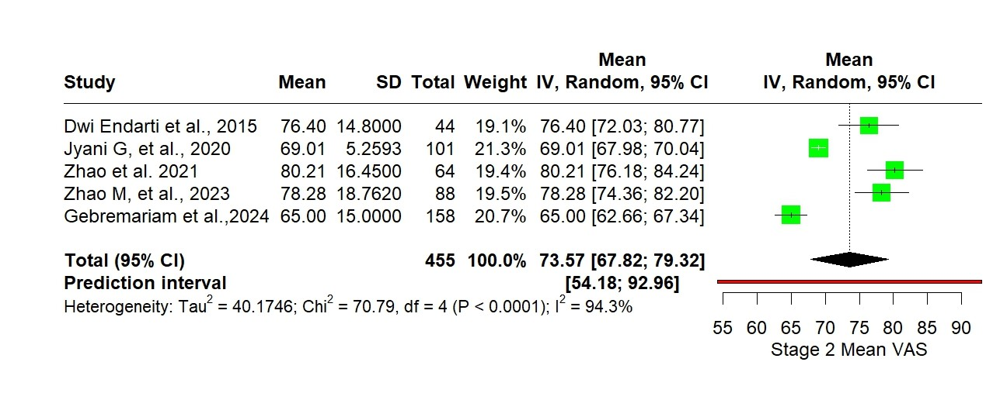 Mean Mean
Study Mean SD Total Weight IV, Random, 95% CI IV, Random, 95% CI
Dwi Endarti et al., 2015 76.40 14.8000 44 19.1% 76.40 [72.03; 80.77]
Jyani G, et al., 2020 69.01 5.2593 101 21.3% 69.01 [67.98; 70.04]
Zhao et al. 2021 80.21 16.4500 64 19.4% 80.21 [76.18; 84.24]
Zhao M, et al., 2023 78.28 18.7620 88 19.5% 78.28 [74.36; 82.20]
Gebremariam et al.,2024 65.00 15.0000 158 20.7% 65.00 [62.66; 67.34]
Total (95% CI) 455 100.0% 73.57 [67.82; 79.32]
Prediction interval [54.18; 92.96]
Heterogeneity: Tau² = 40.1746; Chi² = 70.79, df = 4 (P < 0.0001); I² = 94.3%
55 60 65 70 75 80 85 90
Stage 2 Mean VAS